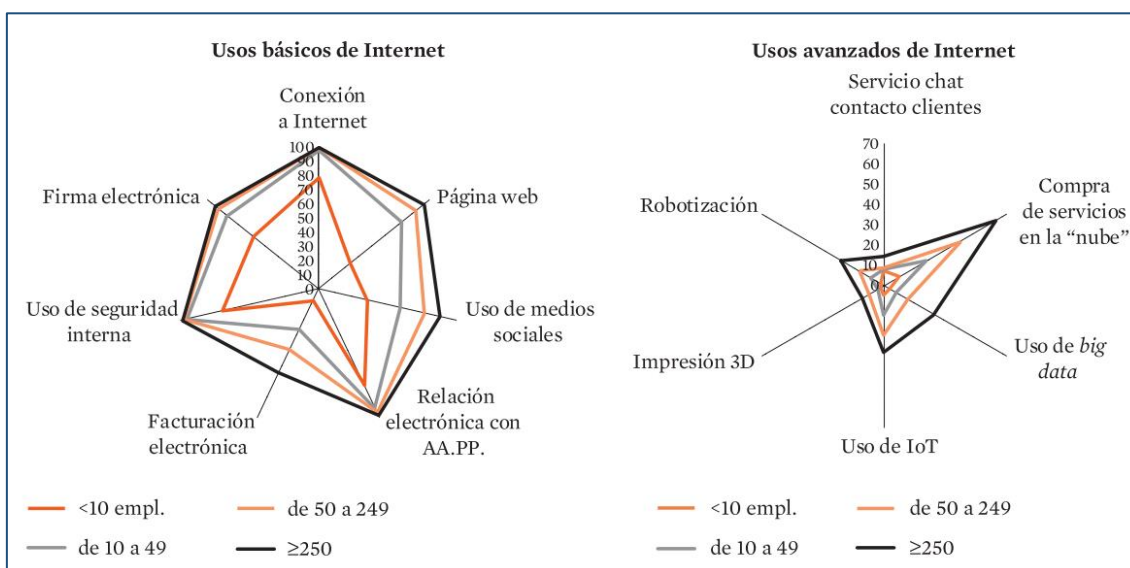 Usos básicos de Internet
Conexión
a Internet
100
90
80
70
60
50
40
30
20
10
0
Página web
Uso de medios
sociales
Relación
electrónica con
AA.PP.
Facturación
electrónica
Uso de seguridad
interna
Firma electrónica
<10 empl.
de 50 a 249
de 10 a 49
≥250
Usos avanzados de Internet
Servicio chat
contacto clientes
70
60
50
40
30
20
10
0
Compra
de servicios
en la “nube”
Uso de big
data
Uso de IoT
Impresión 3D
Robotización
<10 empl.
de 50 a 249
de 10 a 49
≥250